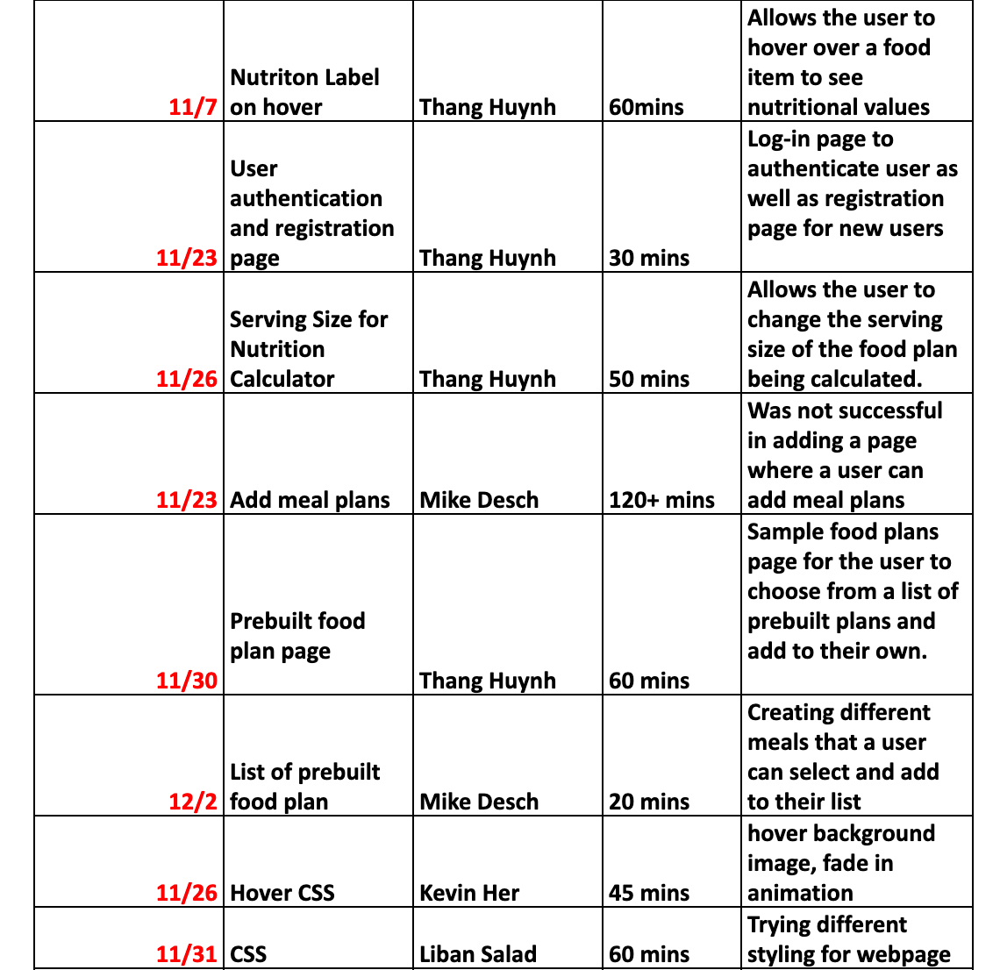 Allows the user to
hover over a food
item to see
nutritional values
Nutriton Label
on hover
11/7
Thang Huynh
60mins
Log-in page to
authenticate user as
well as registration
page for new users
User
authentication
and registration
page
11/23
Thang Huynh
30 mins
Allows the user to
change the serving
size of the food plan
being calculated.
Serving Size for
Nutrition
Calculator
11/26
Thang Huynh
50 mins
Was not successful
in adding a page
where a user can
add meal plans
11/23
Add meal plans
Mike Desch
120+ mins
Sample food plans
page for the user to
choose from a list of
prebuilt plans and
add to their own.
Prebuilt food
plan page
11/30
Thang Huynh
60 mins
Creating different
meals that a user
can select and add
to their list
List of prebuilt
food plan
12/2
Mike Desch
20 mins
hover background
image, fade in
animation
11/26
Hover CSS
Kevin Her
45 mins
Trying different
styling for webpage
11/31
CSS
Liban Salad
60 mins